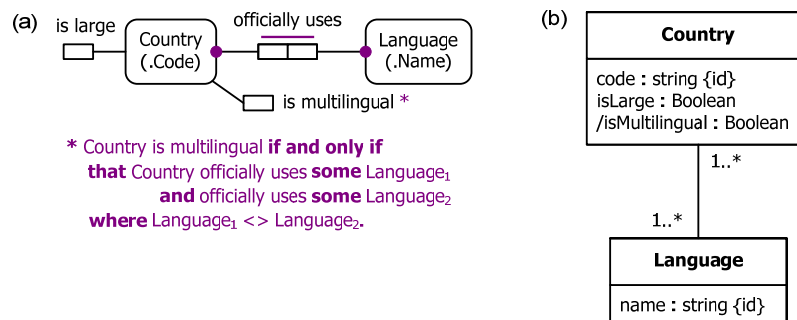 (a)
is large
Country
(.Code)
officially uses
Language
(.Name)
is multilingual *
* Country is multilingual if and only if
that Country officially uses some Language₁
and officially uses some Language₂
where Language₁ <> Language₂.
(b)
Country
code : string {id}
isLarge : Boolean
/isMultilingual : Boolean
1..*
1..*
Language
name : string {id}